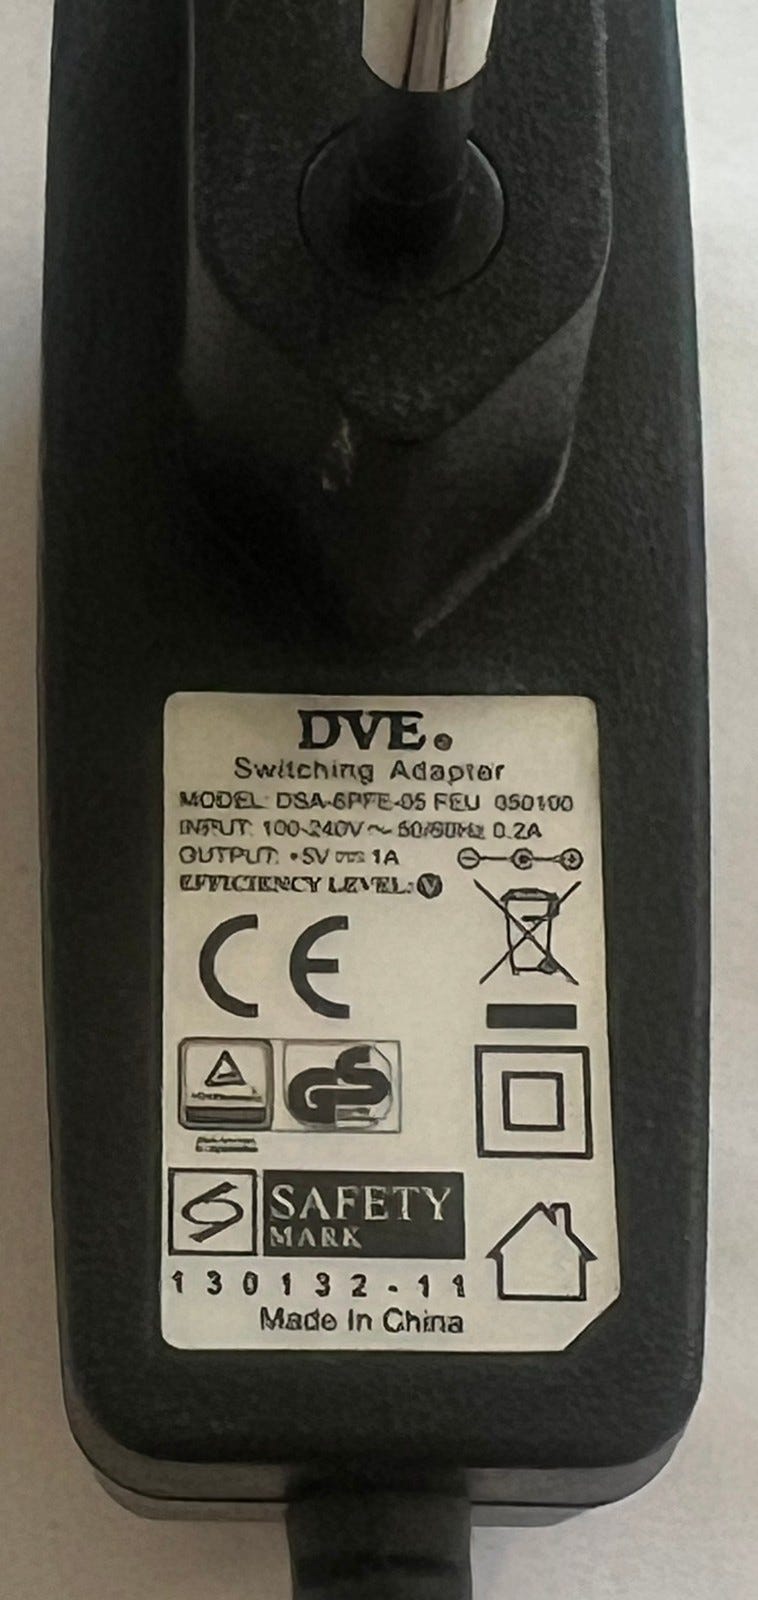 DVE®
Switching Adapter
MODEL: DSA-6PFE-05 FEU 050100
INPUT: 100-240V~ 50/60Hz 0.2A
OUTPUT: +5V⎓1A
EFFICIENCY LEVEL: V
CE
GS
SAFETY
MARK
130132-11
Made In China